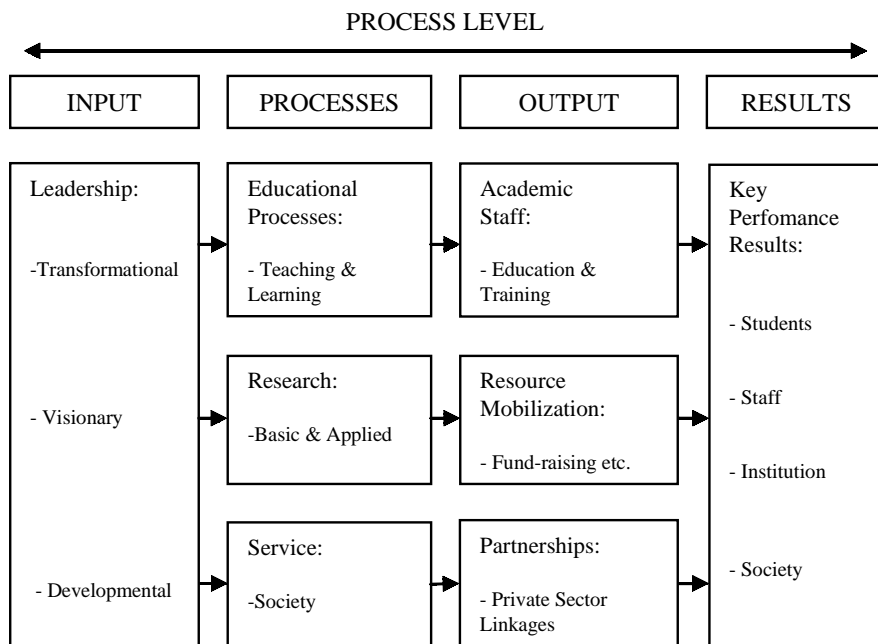 PROCESS LEVEL
INPUT
PROCESSES
OUTPUT
RESULTS
Leadership:
-Transformational
- Visionary
- Developmental
Educational
Processes:
- Teaching &
Learning
Research:
-Basic & Applied
Service:
-Society
Academic
Staff:
- Education &
Training
Resource
Mobilization:
- Fund-raising etc.
Partnerships:
- Private Sector
Linkages
Key
Perfomance
Results:
- Students
- Staff
- Institution
- Society